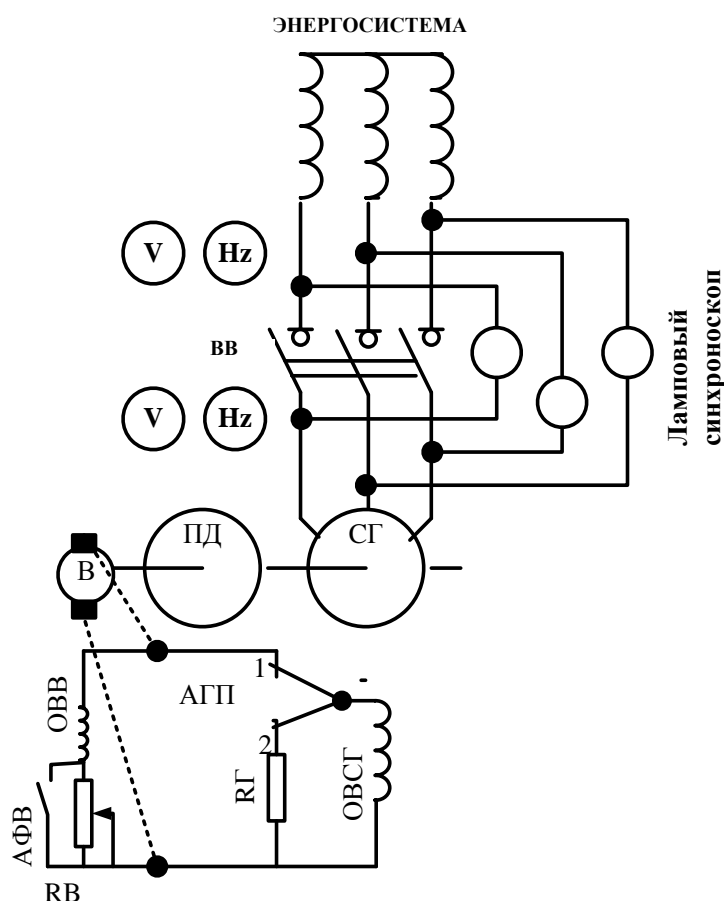 ЭНЕРГОСИСТЕМА
V
Hz
ВВ
V
Hz
Ламповый
синхроноскоп
ПД
СГ
В
1
-
АГП
ОВВ
2
RГ
ОВСГ
АФВ
RВ